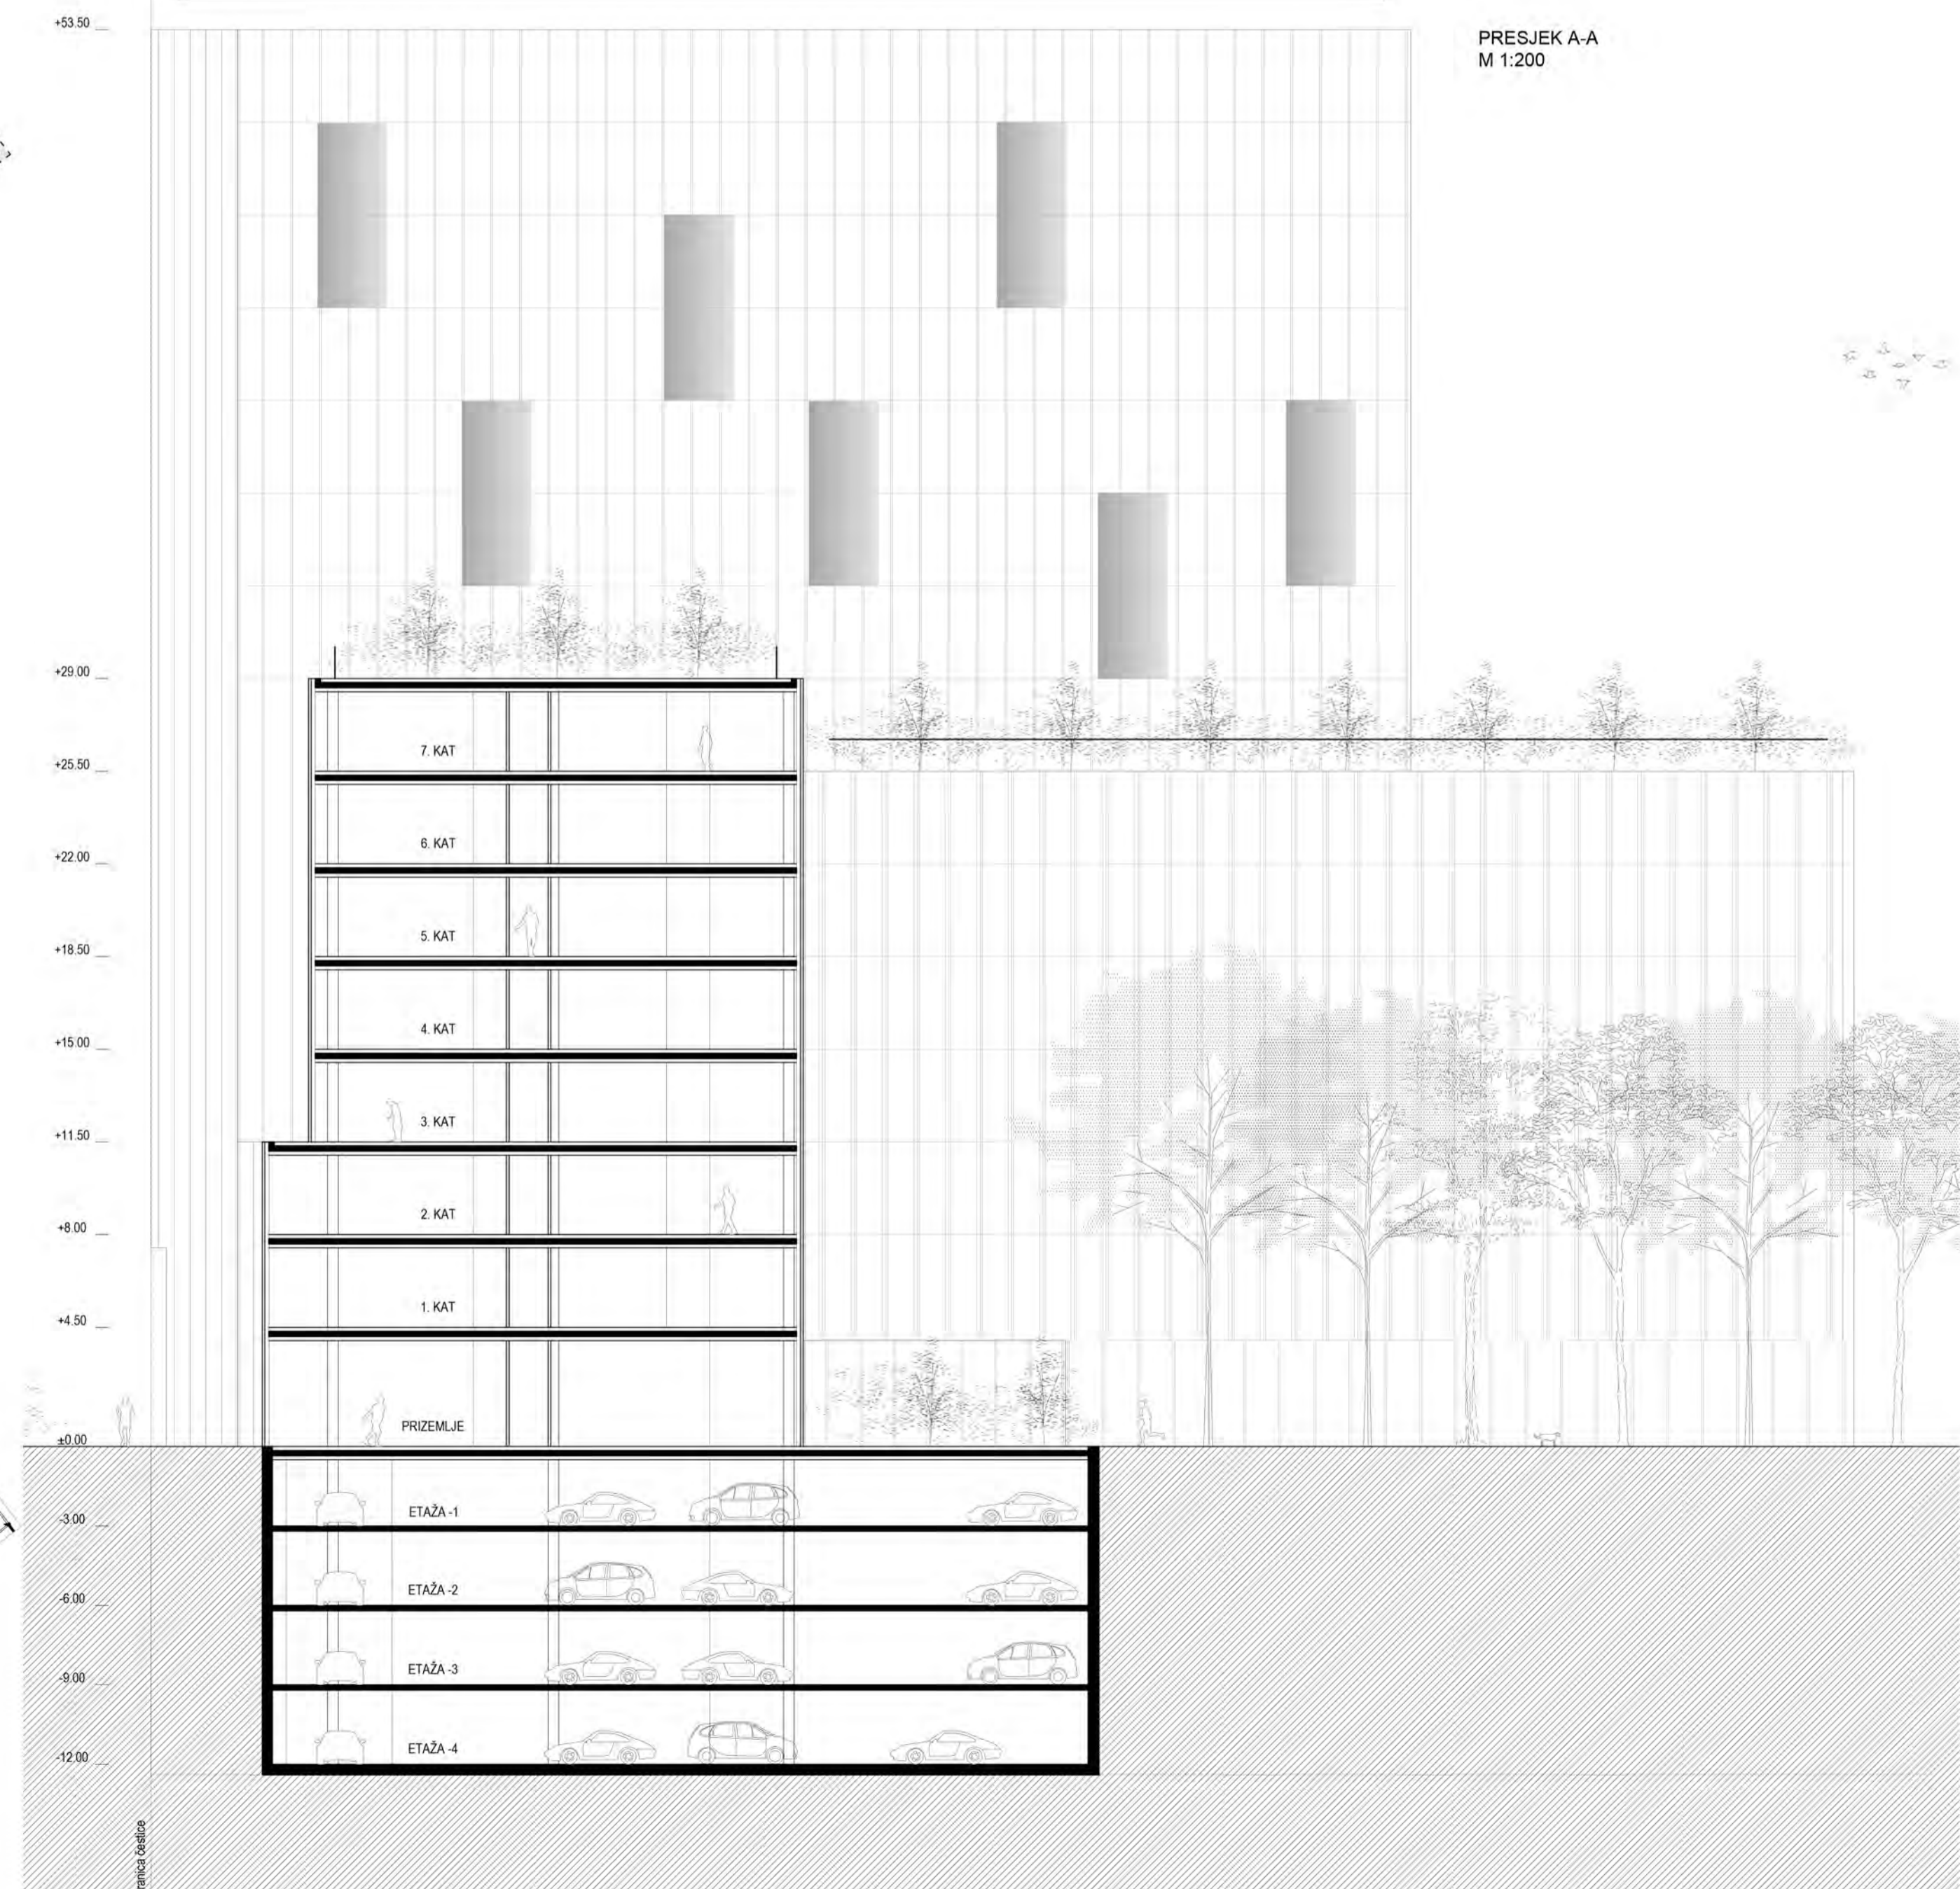 +53.50
PRESJEK A-A
M 1:200
+29.00
7. KAT
+25.50
6. KAT
+22.00
5. KAT
+18.50
4. KAT
+15.00
3. KAT
+11.50
2. KAT
+8.00
1. KAT
+4.50
PRIZEMLJE
±0.00
ETAŽA -1
-3.00
ETAŽA -2
-6.00
ETAŽA -3
-9.00
ETAŽA -4
-12.00
ranica čestice